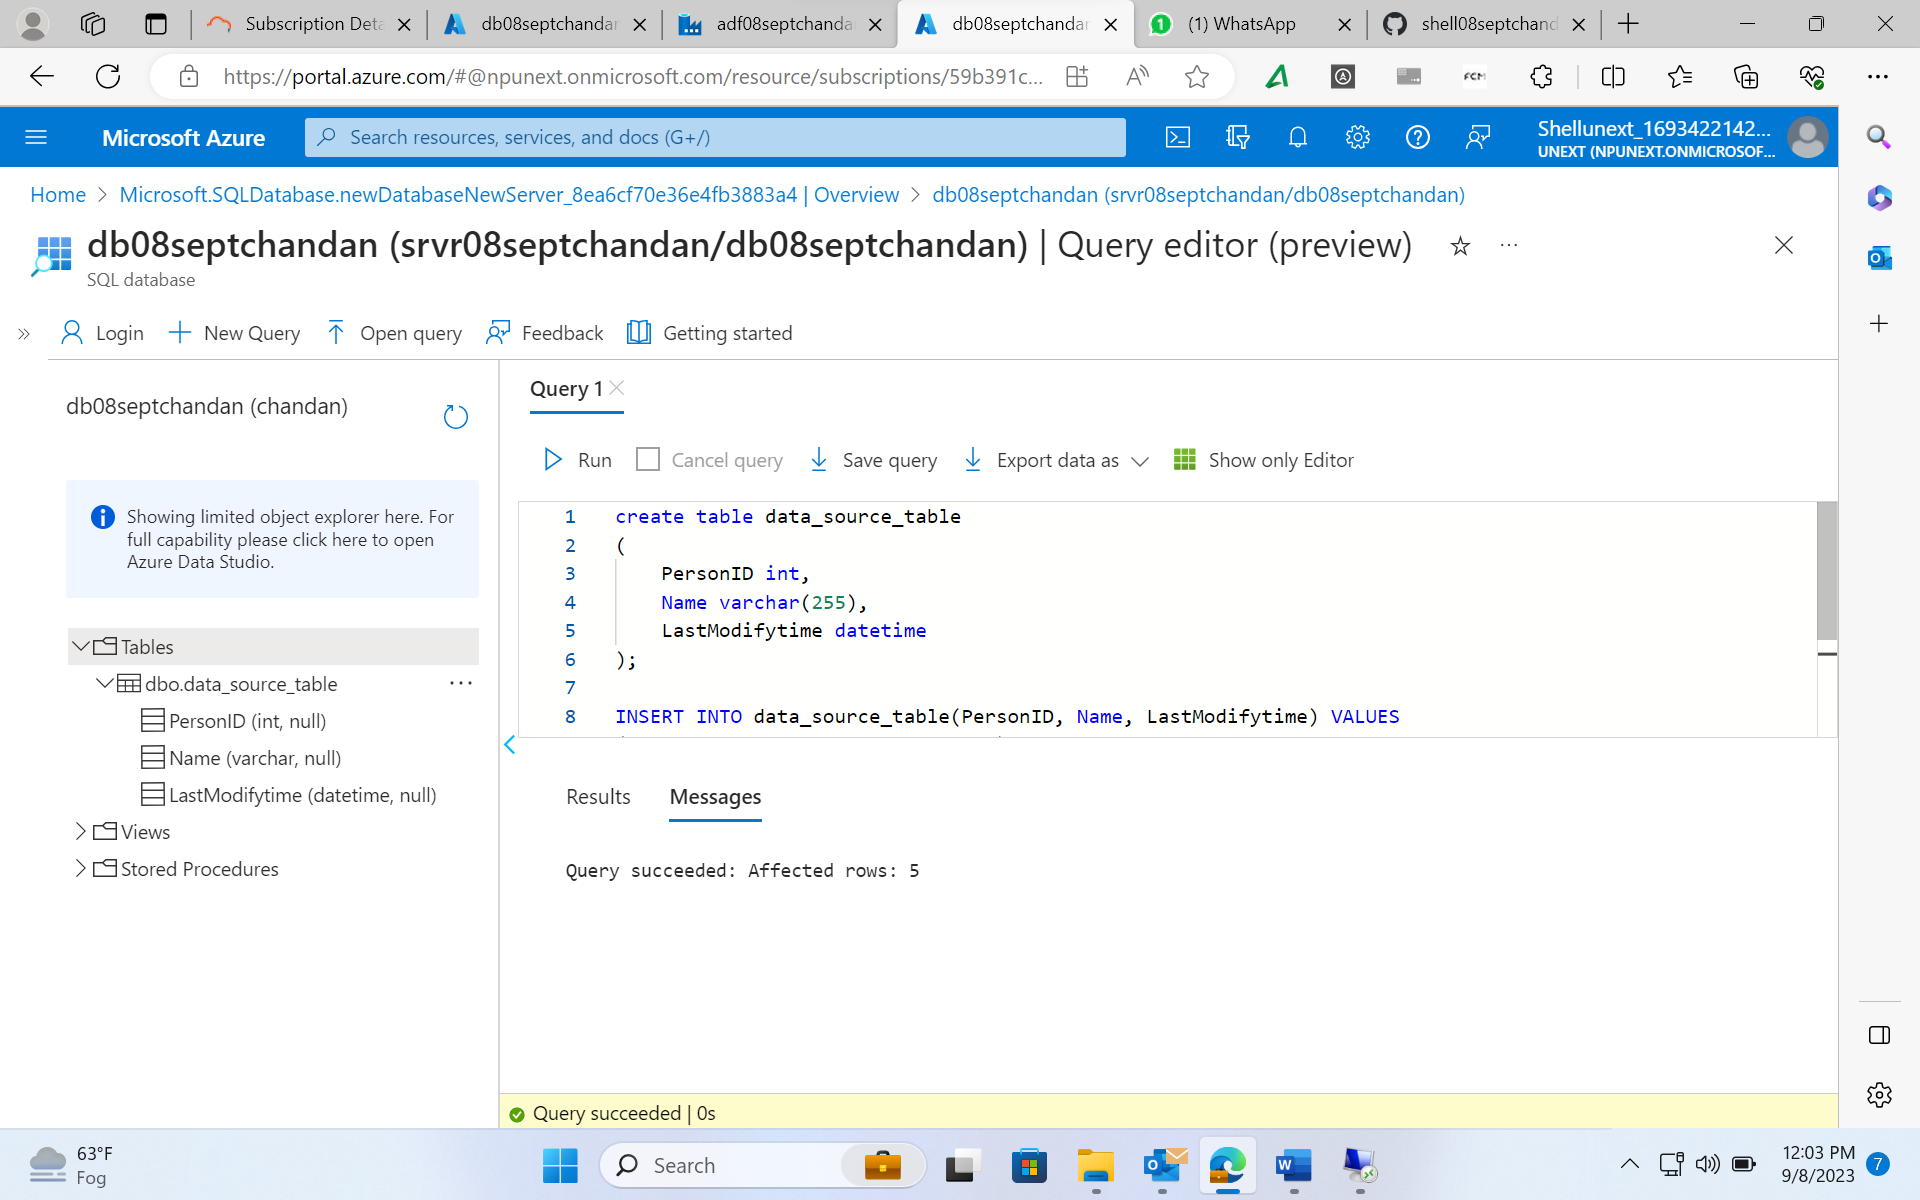 Subscription Deta
db08septchandan
adf08septchanda
db08septchandan
(1) WhatsApp
shell08septchand
https://portal.azure.com/#@npunext.onmicrosoft.com/resource/subscriptions/59b391c...
FCM
Microsoft Azure
Search resources, services, and docs (G+/)
Shellunext_1693422142...
UNEXT (NPUNEXT.ONMICROSOF...
Home > Microsoft.SQLDatabase.newDatabaseNewServer_8ea6cf70e36e4fb3883a4 | Overview > db08septchandan (srvr08septchandan/db08septchandan)
db08septchandan (srvr08septchandan/db08septchandan) | Query editor (preview)
SQL database
Login
New Query
Open query
Feedback
Getting started
db08septchandan (chandan)
Showing limited object explorer here. For
full capability please click here to open
Azure Data Studio.
Tables
dbo.data_source_table
PersonID (int, null)
Name (varchar, null)
LastModifytime (datetime, null)
Views
Stored Procedures
Query 1
Run
Cancel query
Save query
Export data as
Show only Editor
1 create table data_source_table
2 (
3 PersonID int,
4 Name varchar(255),
5 LastModifytime datetime
6 );
7
8 INSERT INTO data_source_table(PersonID, Name, LastModifytime) VALUES
Results
Messages
Query succeeded: Affected rows: 5
Query succeeded | 0s
63°F
Fog
Search
12:03 PM
9/8/2023
7